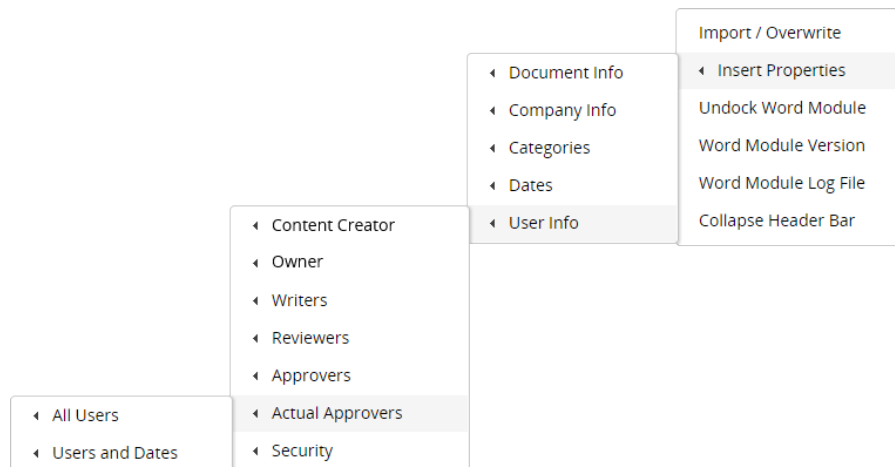 Import / Overwrite
Insert Properties
Undock Word Module
Word Module Version
Word Module Log File
Collapse Header Bar
Document Info
Company Info
Categories
Dates
User Info
Content Creator
Owner
Writers
Reviewers
Approvers
Actual Approvers
Security
All Users
Users and Dates